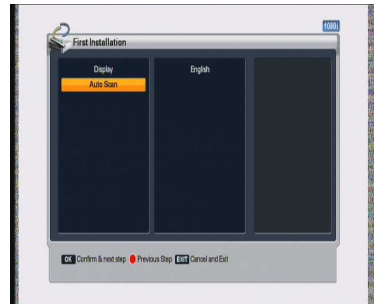 1080i
First Installation
Display English
Auto Scan
OK Confirm & next step Previous Step EXIT Cancel and Exit